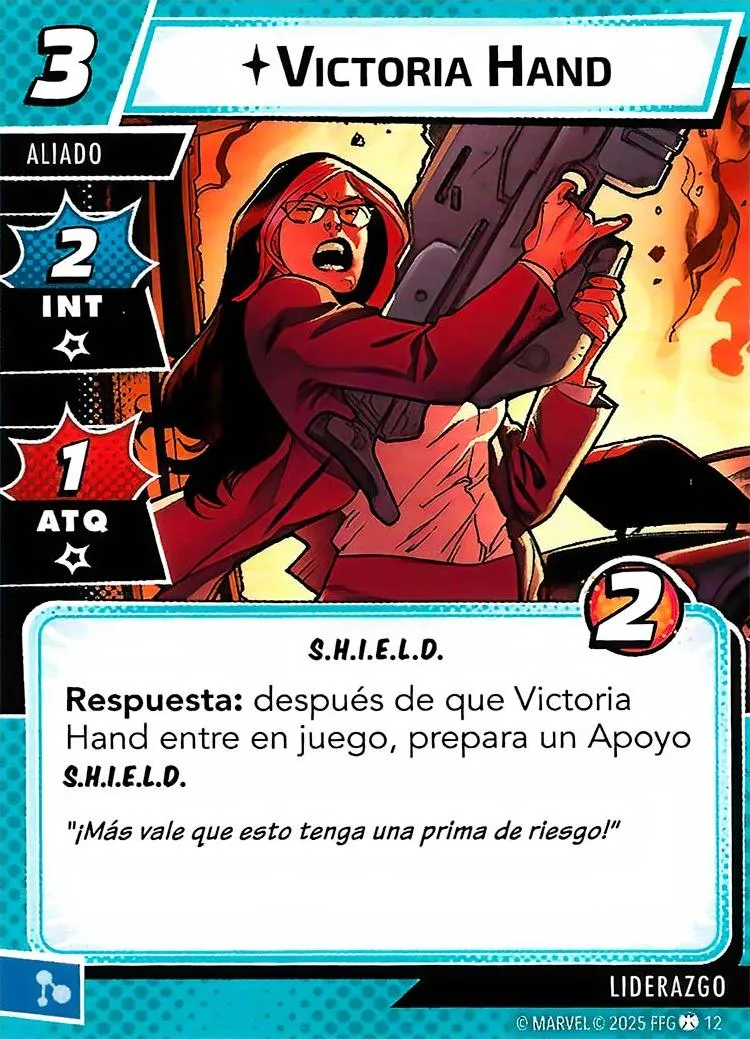 3
VICTORIA HAND
ALIADO
2
INT
1
ATQ
2
S.H.I.E.L.D.
Respuesta: después de que Victoria
Hand entre en juego, prepara un Apoyo
S.H.I.E.L.D.
"¡Más vale que esto tenga una prima de riesgo!"
LIDERAZGO
© MARVEL © 2025 FFG 12